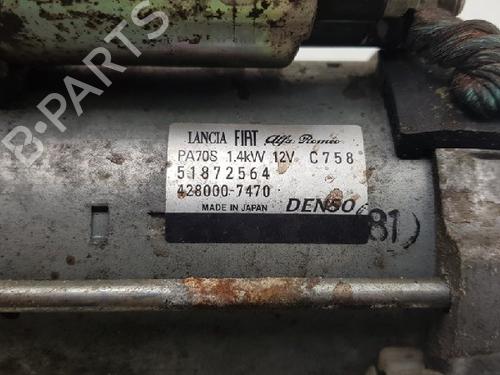 B-PARTS
LANCIA FIAT Alfa Romeo
PA70S 1.4kW 12V C758
51872564
428000-7470
MADE IN JAPAN DENSO
(81)